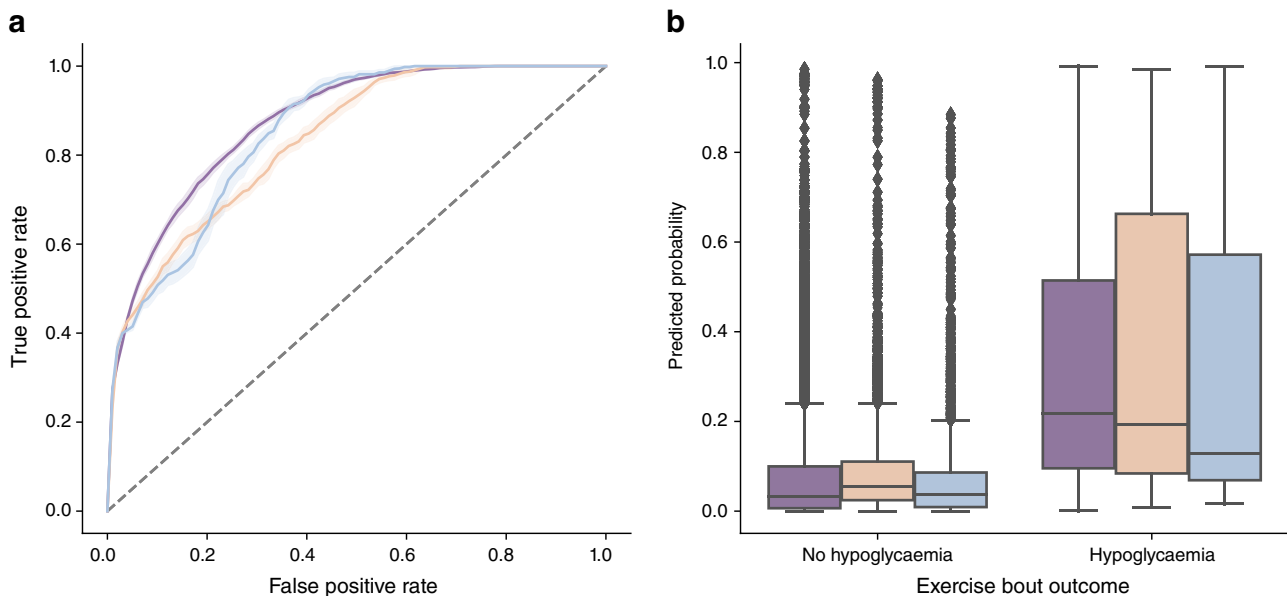 a
1.0
0.8
0.6
0.4
0.2
0.0
True positive rate
0.0 0.2 0.4 0.6 0.8 1.0
False positive rate
b
1.0
0.8
0.6
0.4
0.2
0.0
Predicted probability
No hypoglycaemia Hypoglycaemia
Exercise bout outcome